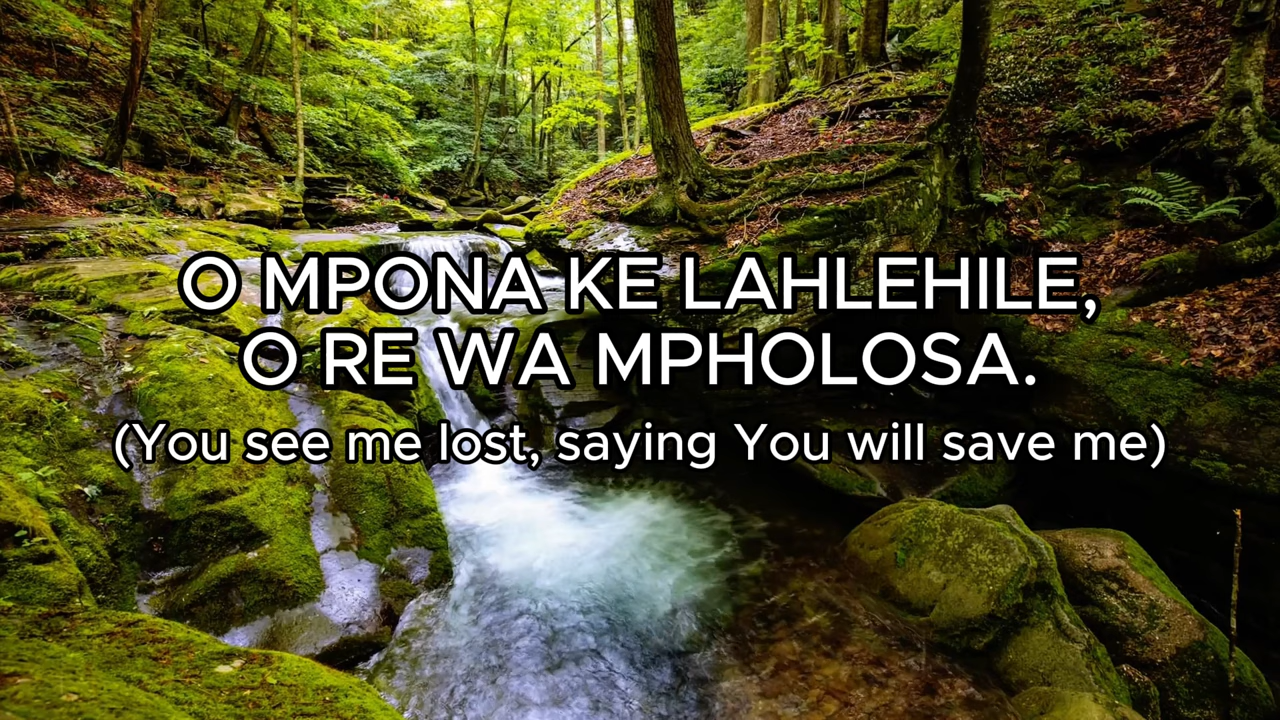 O MPONA KE LAHLEHILE,
O RE WA MPHOLOSA.
(You see me lost, saying You will save me)